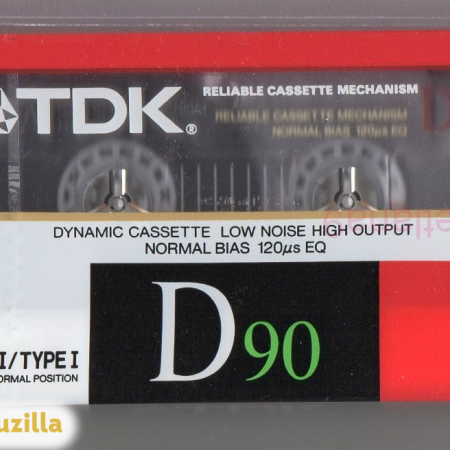 TDK®
RELIABLE CASSETTE MECHANISM
RELIABLE CASSETTE MECHANISM
NORMAL BIAS 120μs EQ
D
DYNAMIC CASSETTE LOW NOISE HIGH OUTPUT
NORMAL BIAS 120μs EQ
I/TYPE I
ORMAL POSITION
D90
uzilla